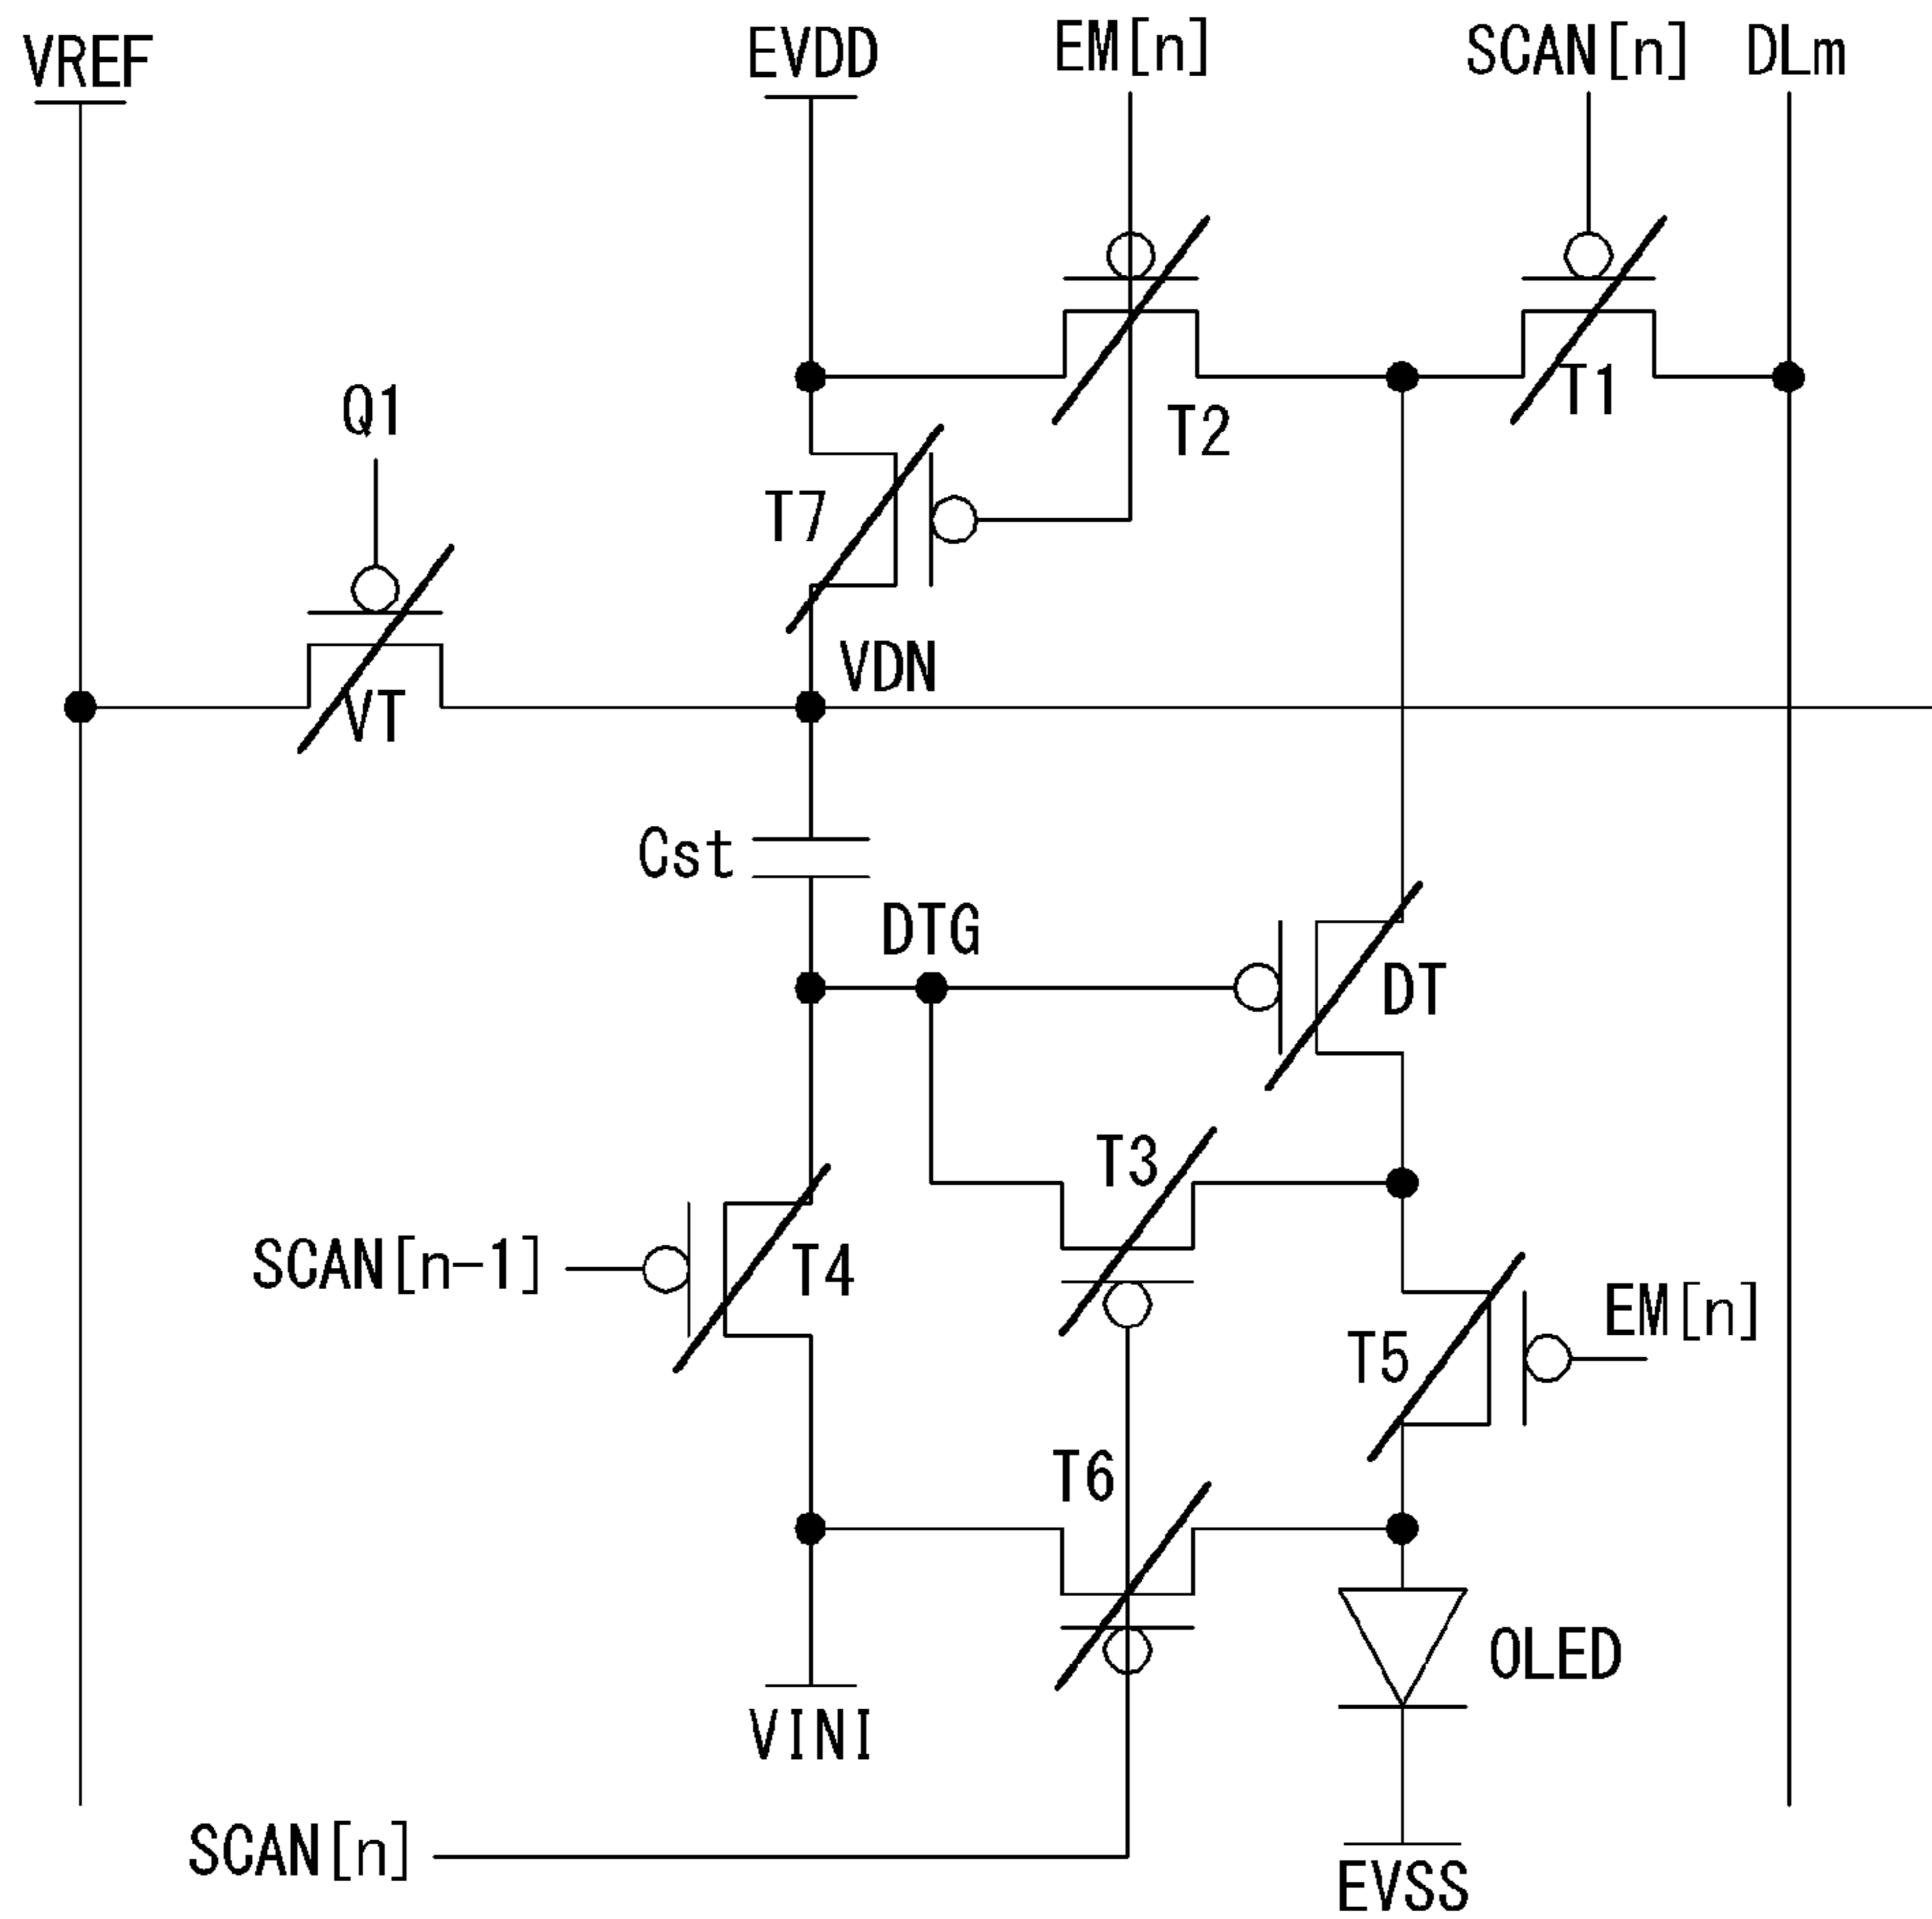 VREF
EVDD
EM[n]
SCAN[n]
DLm
Q1
T2
T1
T7
VDN
VT
Cst
DTG
DT
T3
SCAN[n-1]
T4
T5
EM[n]
T6
OLED
VINI
SCAN[n]
EVSS